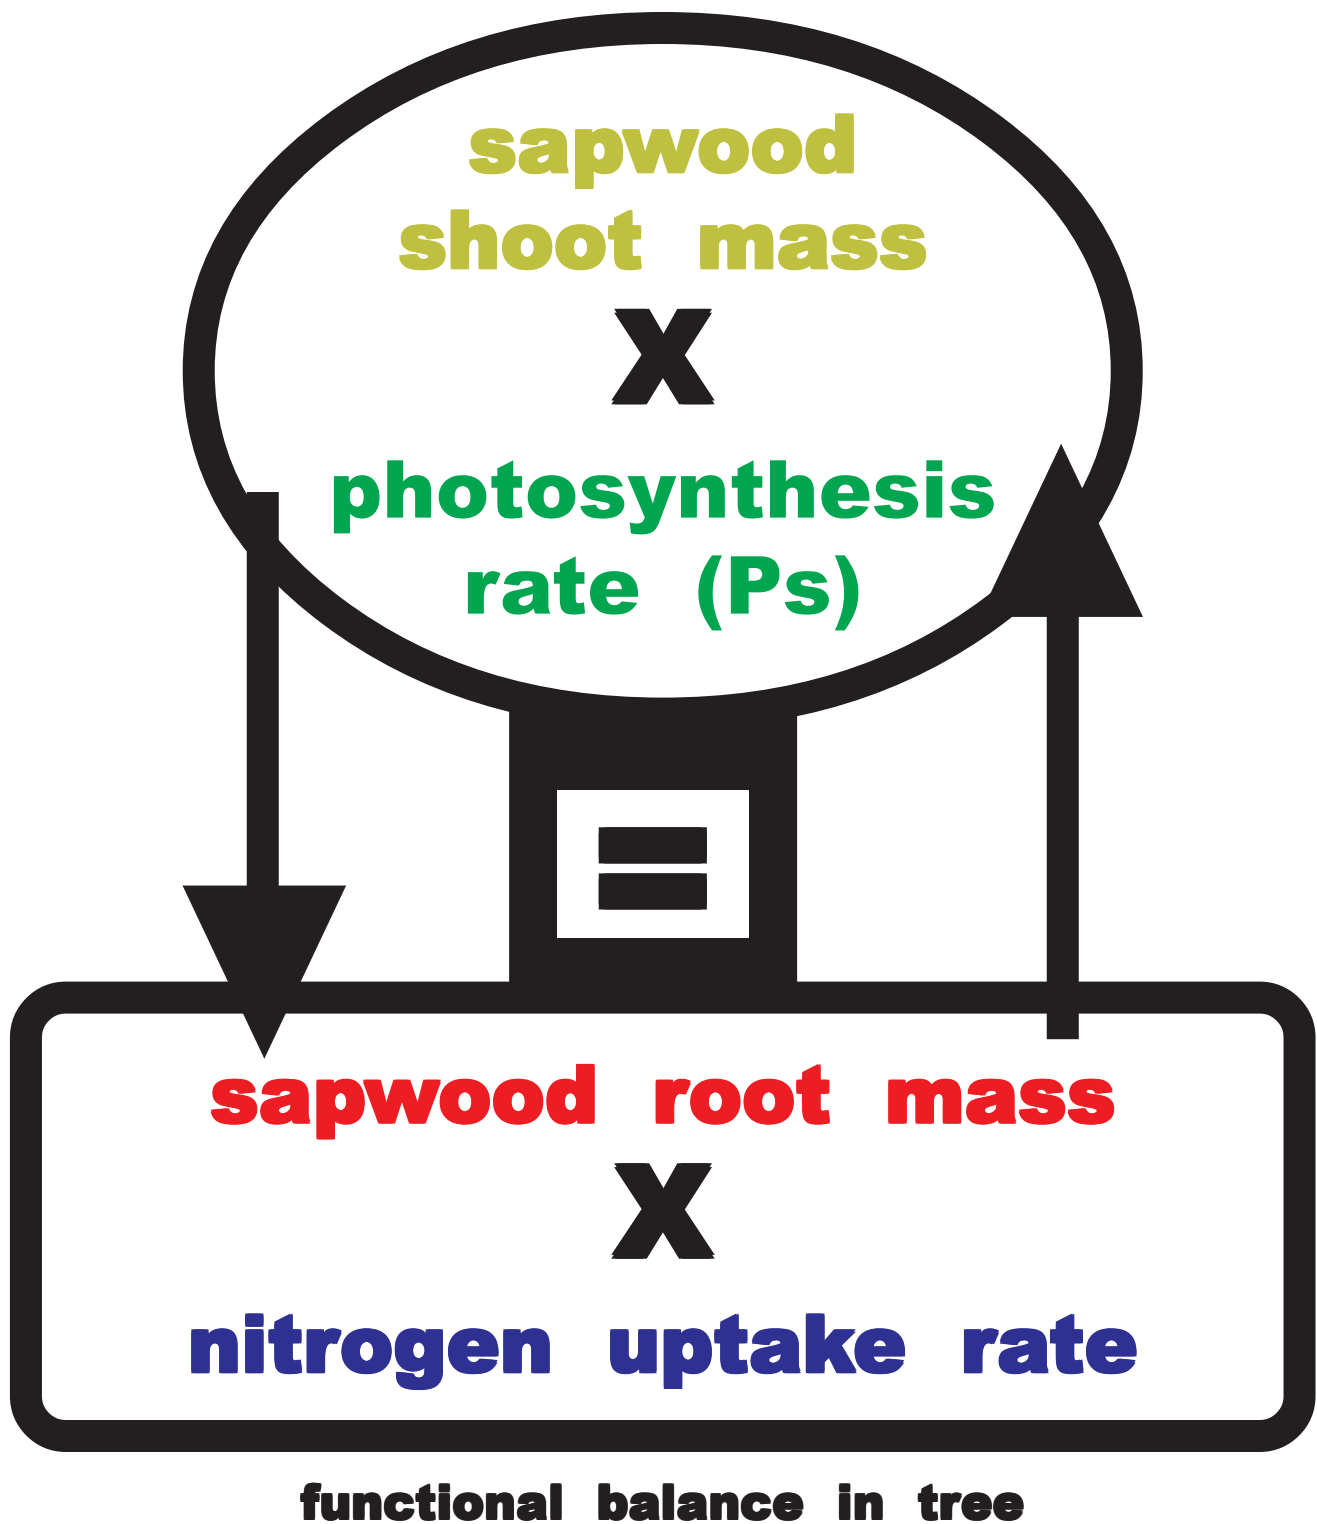 sapwood
shoot mass
X
photosynthesis
rate (Ps)
=
sapwood root mass
X
nitrogen uptake rate
functional balance in tree